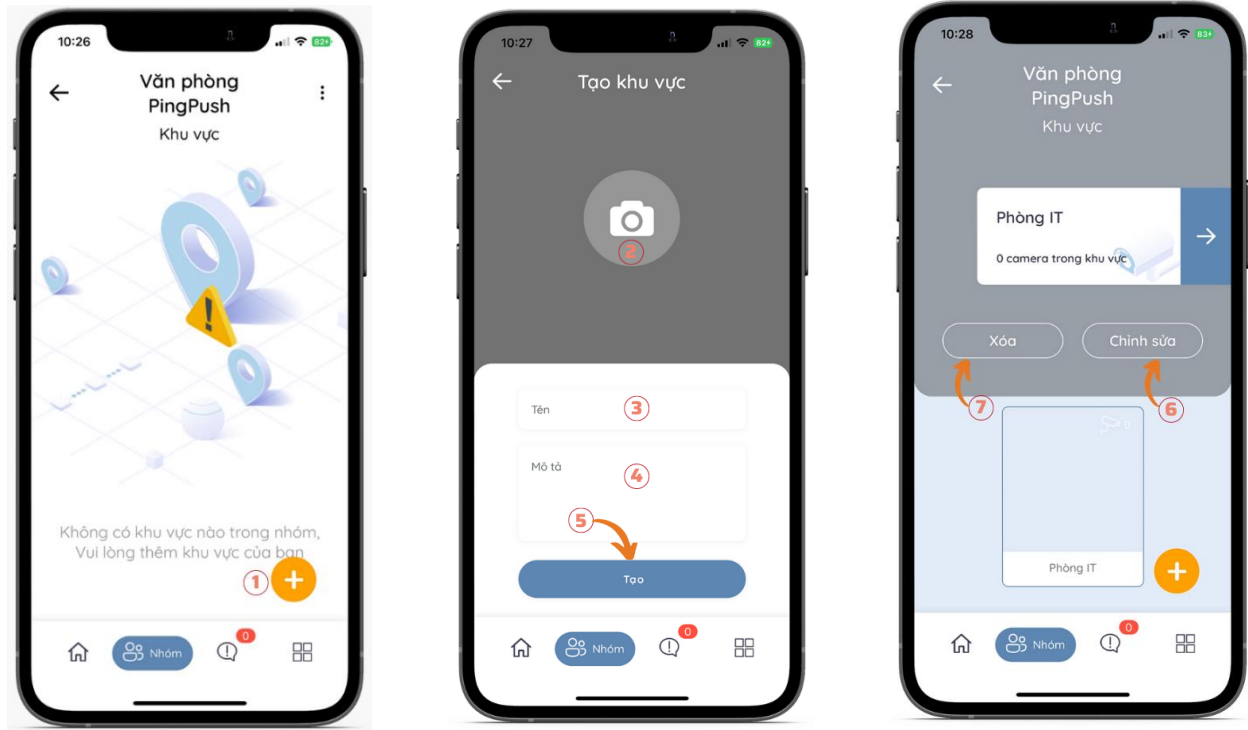 10:26
82
Văn phòng
PingPush
Khu vực
Không có khu vực nào trong nhóm,
Vui lòng thêm khu vực của bạn
1
+
Nhóm
0
10:27
82
Tạo khu vực
2
Tên
3
Mô tả
4
5
Tạo
Nhóm
0
10:28
83
Văn phòng
PingPush
Khu vực
Phòng IT
0 camera trong khu vực
Xóa
Chỉnh sửa
7
6
0
Phòng IT
+
Nhóm
0